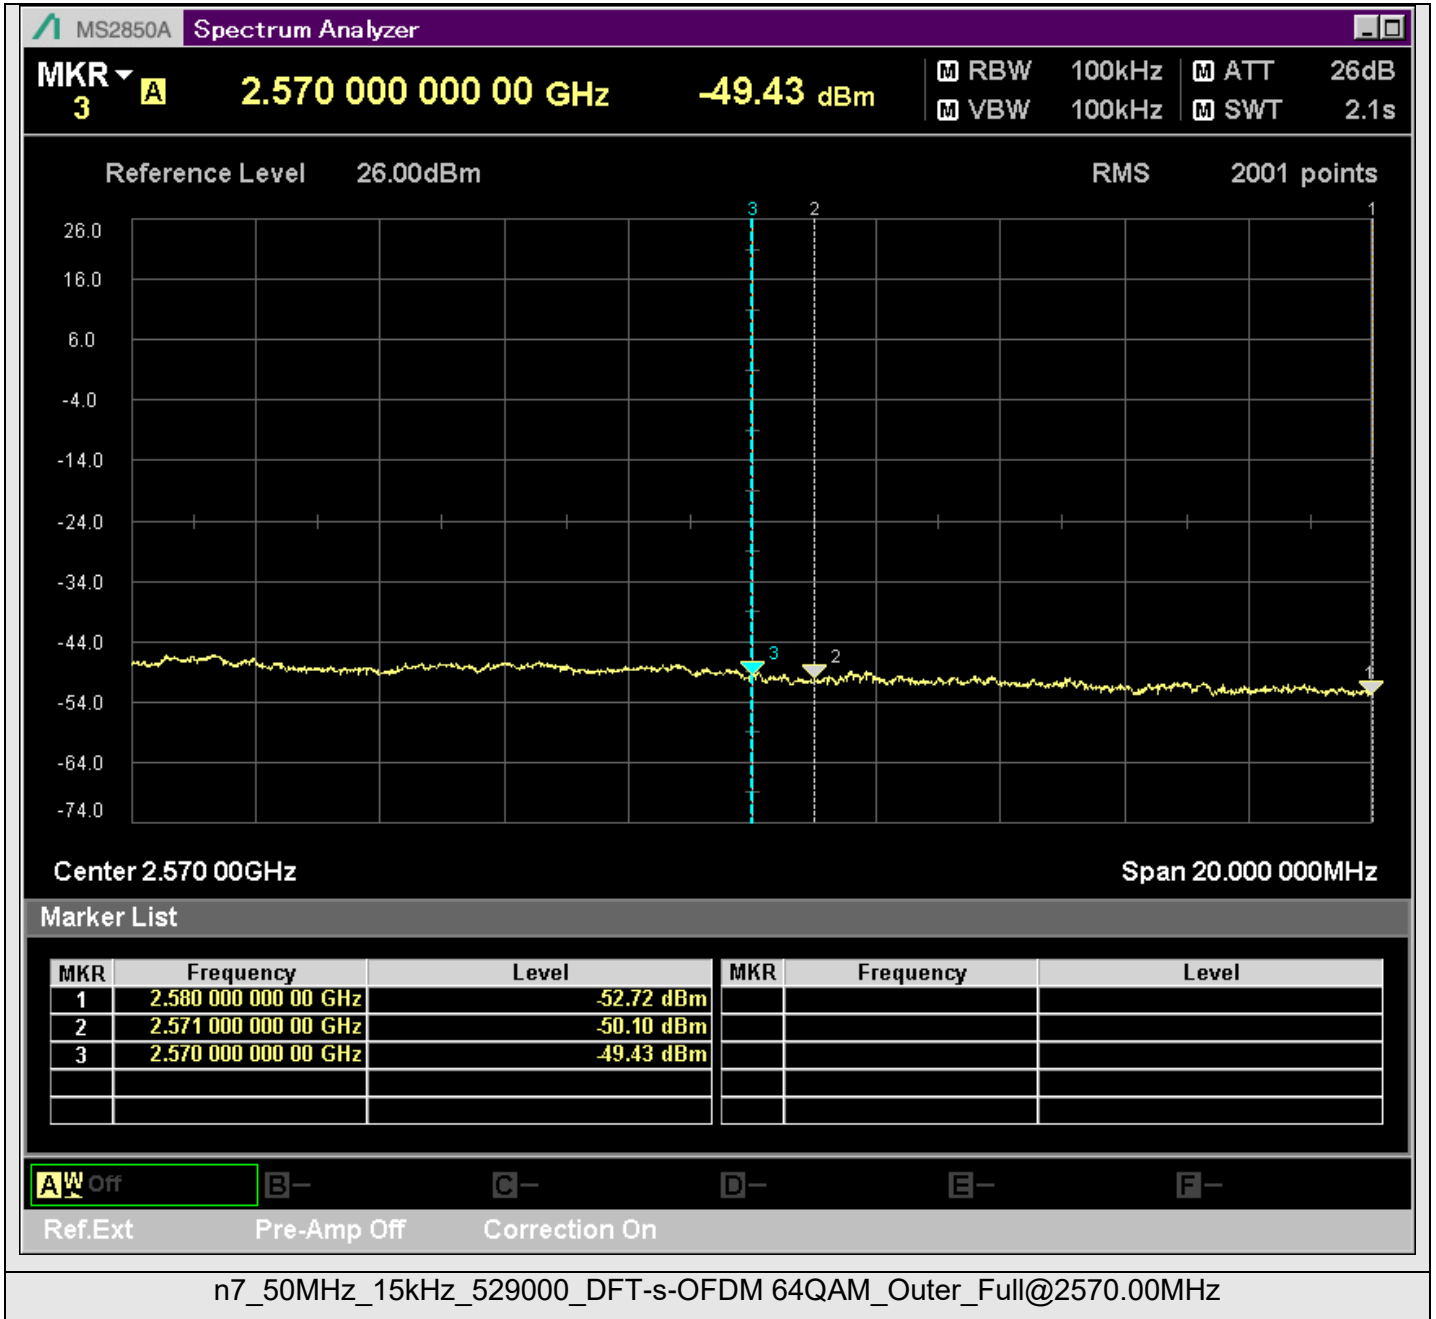 MS2850A Spectrum Analyzer
MKR A 2.570 000 000 00 GHz -49.43 dBm M RBW 100kHz M ATT 26dB
3 M VBW 100kHz M SWT 2.1s
Reference Level 26.00dBm RMS 2001 points
3 2 1
26.0
16.0
6.0
-4.0
-14.0
-24.0
-34.0
-44.0
3 2 1
-54.0
-64.0
-74.0
Center 2.570 00GHz Span 20.000 000MHz
Marker List
MKR Frequency Level MKR Frequency Level
1 2.580 000 000 00 GHz -52.72 dBm
2 2.571 000 000 00 GHz -50.10 dBm
3 2.570 000 000 00 GHz -49.43 dBm
A W Off B - C - D - E - F -
Ref.Ext Pre-Amp Off Correction On
n7_50MHz_15kHz_529000_DFT-s-OFDM 64QAM_Outer_Full@2570.00MHz